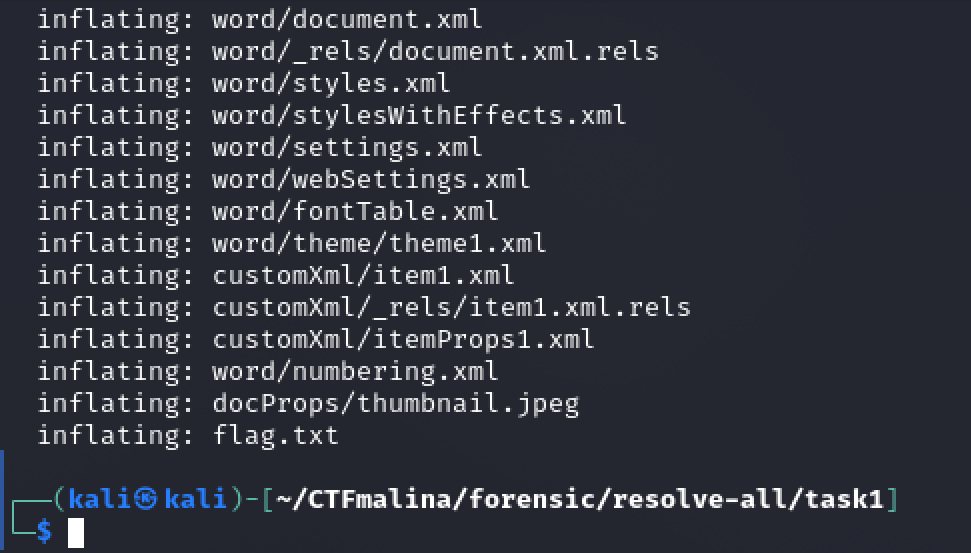 inflating: word/document.xml
inflating: word/_rels/document.xml.rels
inflating: word/styles.xml
inflating: word/stylesWithEffects.xml
inflating: word/settings.xml
inflating: word/webSettings.xml
inflating: word/fontTable.xml
inflating: word/theme/theme1.xml
inflating: customXml/item1.xml
inflating: customXml/_rels/item1.xml.rels
inflating: customXml/itemProps1.xml
inflating: word/numbering.xml
inflating: docProps/thumbnail.jpeg
inflating: flag.txt
┌──(kali㉿kali)-[~/CTFmalina/forensic/resolve-all/task1]
└─$